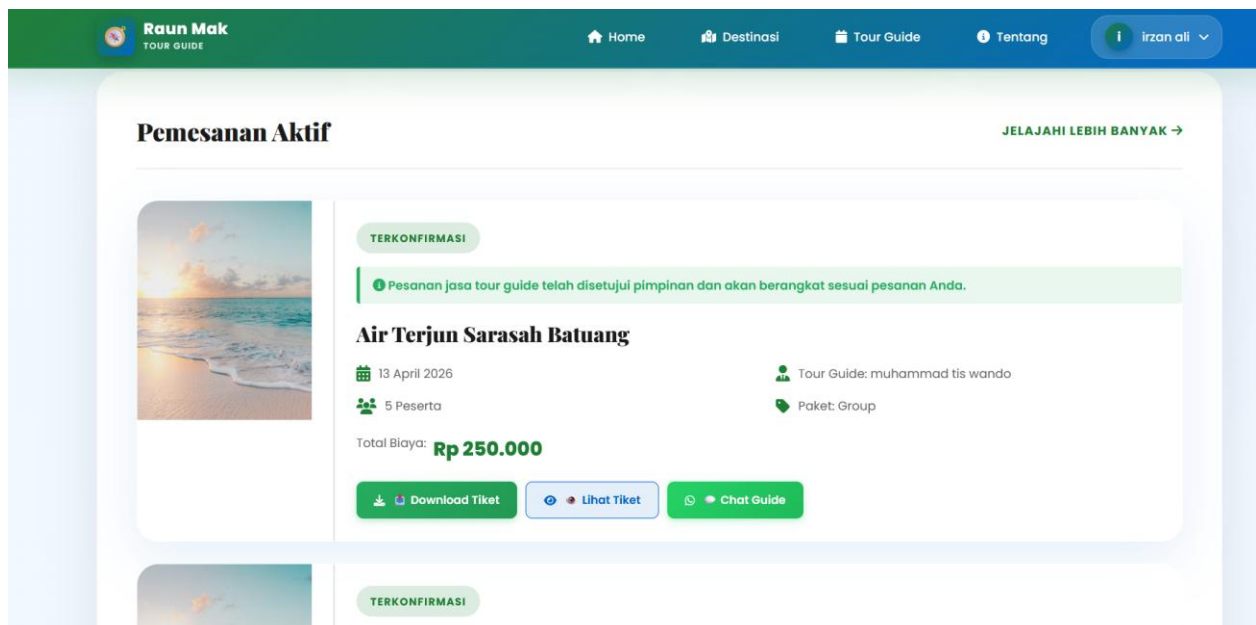 Raun Mak
TOUR GUIDE
Home
Destinasi
Tour Guide
Tentang
i
irzan ali
Pemesanan Aktif
JELAJAHI LEBIH BANYAK →
TERKONFIRMASI
Pesanan jasa tour guide telah disetujui pimpinan dan akan berangkat sesuai pesanan Anda.
Air Terjun Sarasah Batuang
13 April 2026
Tour Guide: muhammad tis wando
5 Peserta
Paket: Group
Total Biaya: Rp 250.000
Download Tiket
Lihat Tiket
Chat Guide
TERKONFIRMASI